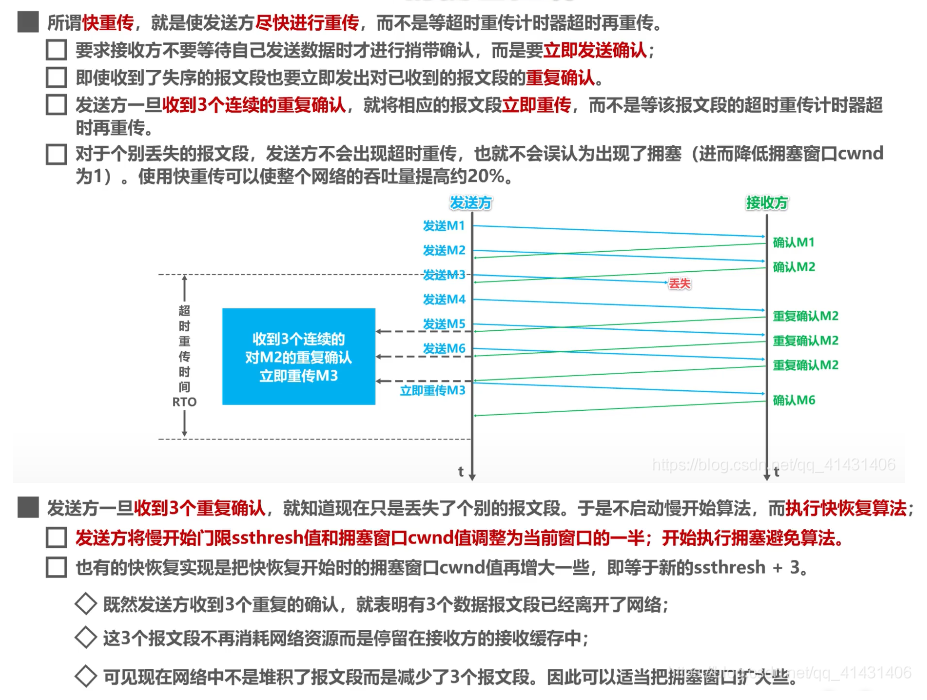 所谓快重传，就是使发送方尽快进行重传，而不是等超时重传计时器超时再重传。
要求接收方不要等待自己发送数据时才进行捎带确认，而是要立即发送确认；
即使收到了失序的报文段也要立即发出对已收到的报文段的重复确认。
发送方一旦收到3个连续的重复确认，就将相应的报文段立即重传，而不是等该报文段的超时重传计时器超
时再重传。
对于个别丢失的报文段，发送方不会出现超时重传，也就不会误认为出现了拥塞（进而降低拥塞窗口cwnd
为1）。使用快重传可以使整个网络的吞吐量提高约20%。
发送方
接收方
发送M1
确认M1
发送M2
确认M2
发送M3
丢失
发送M4
重复确认M2
发送M5
重复确认M2
发送M6
重复确认M2
立即重传M3
确认M6
超
时
重
传
时
间
RTO
收到3个连续的
对M2的重复确认
立即重传M3
t
t
https://blog.csdn.net/qq_41431406
发送方一旦收到3个重复确认，就知道现在只是丢失了个别的报文段。于是不启动慢开始算法，而执行快恢复算法；
发送方将慢开始门限ssthresh值和拥塞窗口cwnd值调整为当前窗口的一半；开始执行拥塞避免算法。
也有的快恢复实现是把快恢复开始时的拥塞窗口cwnd值再增大一些，即等于新的ssthresh + 3。
既然发送方收到3个重复的确认，就表明有3个数据报文段已经离开了网络；
这3个报文段不再消耗网络资源而是停留在接收方的接收缓存中；
可见现在网络中不是堆积了报文段而是减少了3个报文段。因此可以适当把拥塞窗口扩大些。
https://blog.csdn.net/qq_41431406